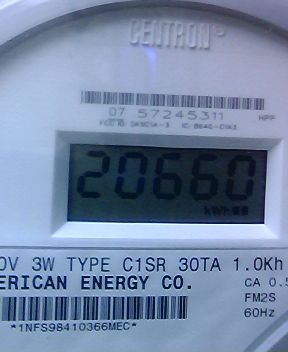 CENTRON
07 57245311
HPF
20660
kWh
0V 3W TYPE C1SR 30TA 1.0Kh
ERICAN ENERGY CO.
CA 0.5
FM2S
60Hz
*1NFS98410366MEC*